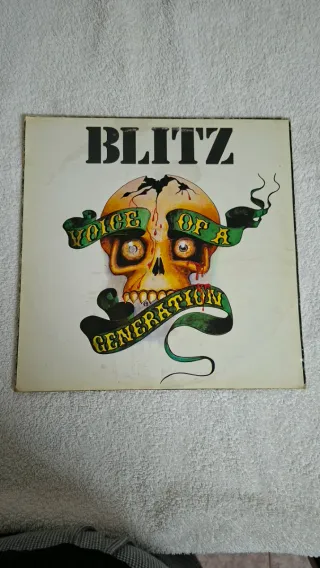 BLITZ
VOICE OF A
GENERATION